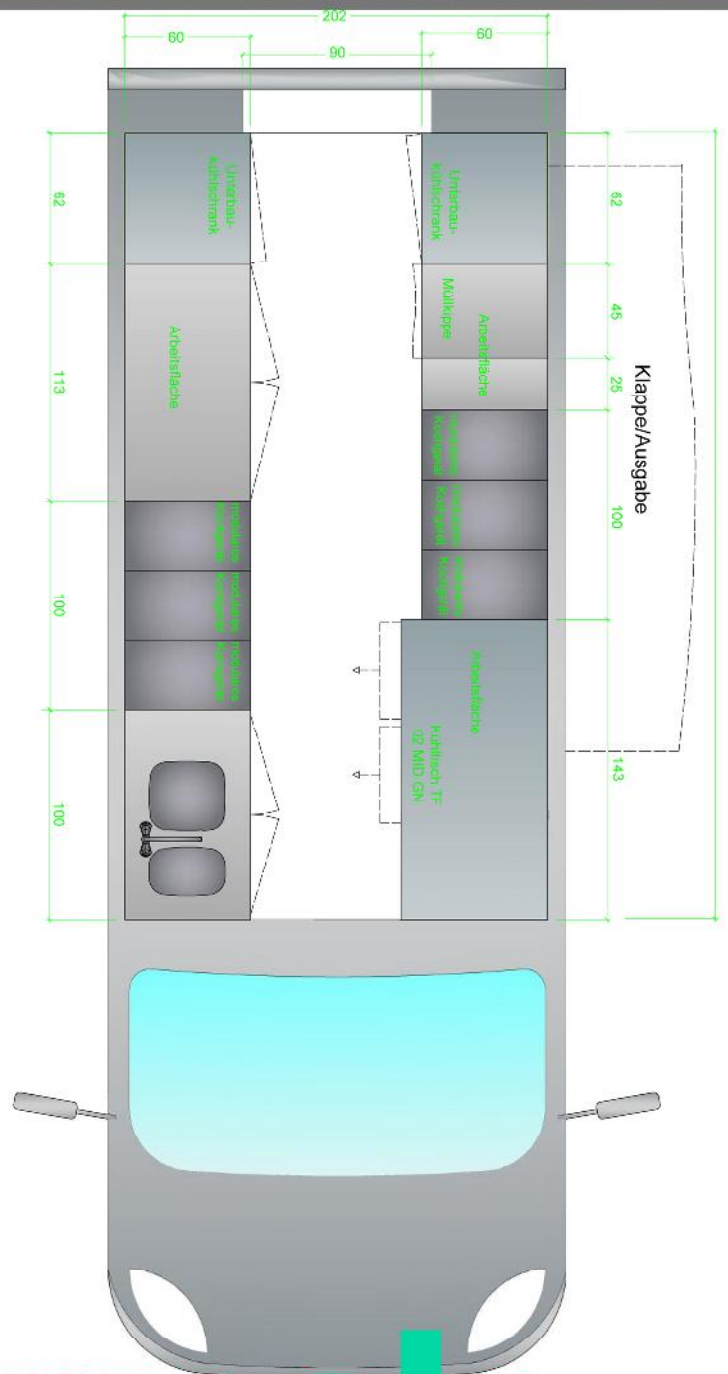 202
60
90
60
62
Unterbau-
kühlschrank
Unterbau-
kühlschrank
62
Müllkippe
Arbeitsfläche
45
25
Klappe/Ausgabe
113
Arbeitsfläche
modulares
Kochgerät
modulares
Kochgerät
modulares
Kochgerät
100
100
modulares
Kochgerät
modulares
Kochgerät
modulares
Kochgerät
Arbeitsfläche
Kühltisch TF
02 MID GN
143
100